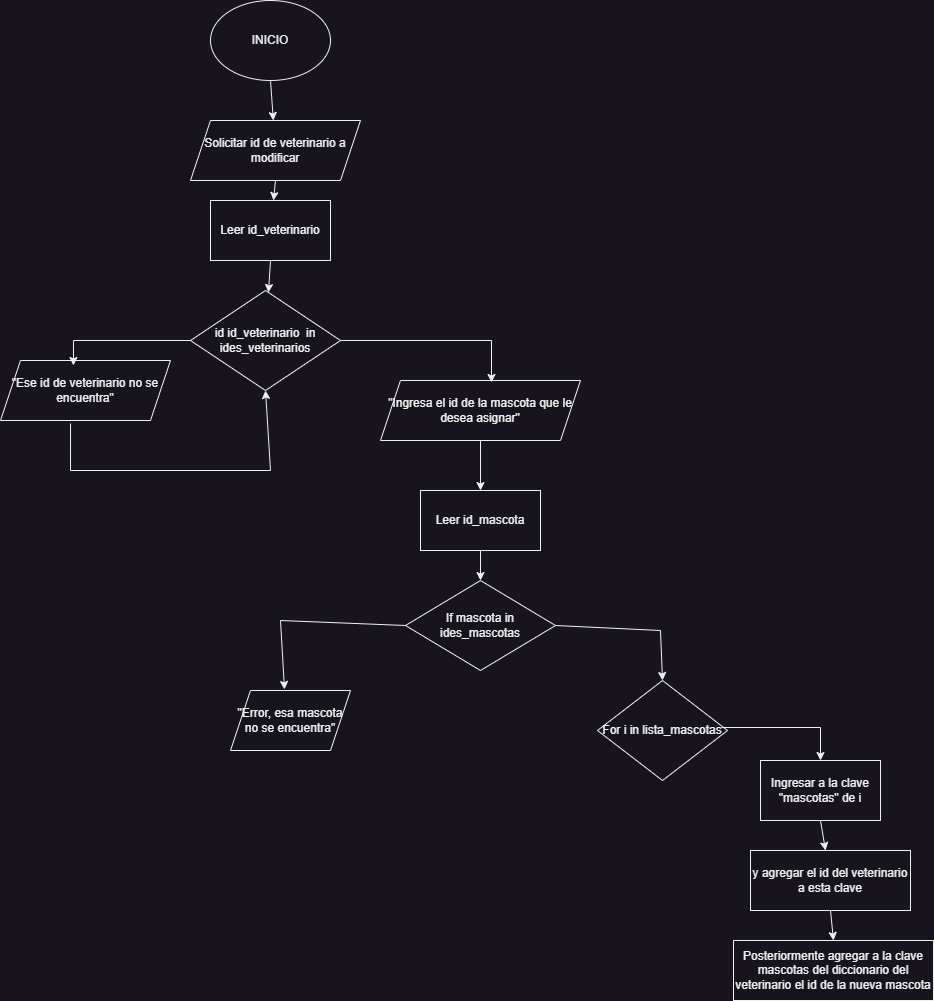 INICIO
Solicitar id de veterinario a
modificar
Leer id_veterinario
id id_veterinario in
ides_veterinarios
"Ese id de veterinario no se
encuentra"
"Ingresa el id de la mascota que le
desea asignar"
Leer id_mascota
If mascota in
ides_mascotas
"Error, esa mascota
no se encuentra"
For i in lista_mascotas
Ingresar a la clave
"mascotas" de i
y agregar el id del veterinario
a esta clave
Posteriormente agregar a la clave
mascotas del diccionario del
veterinario el id de la nueva mascota